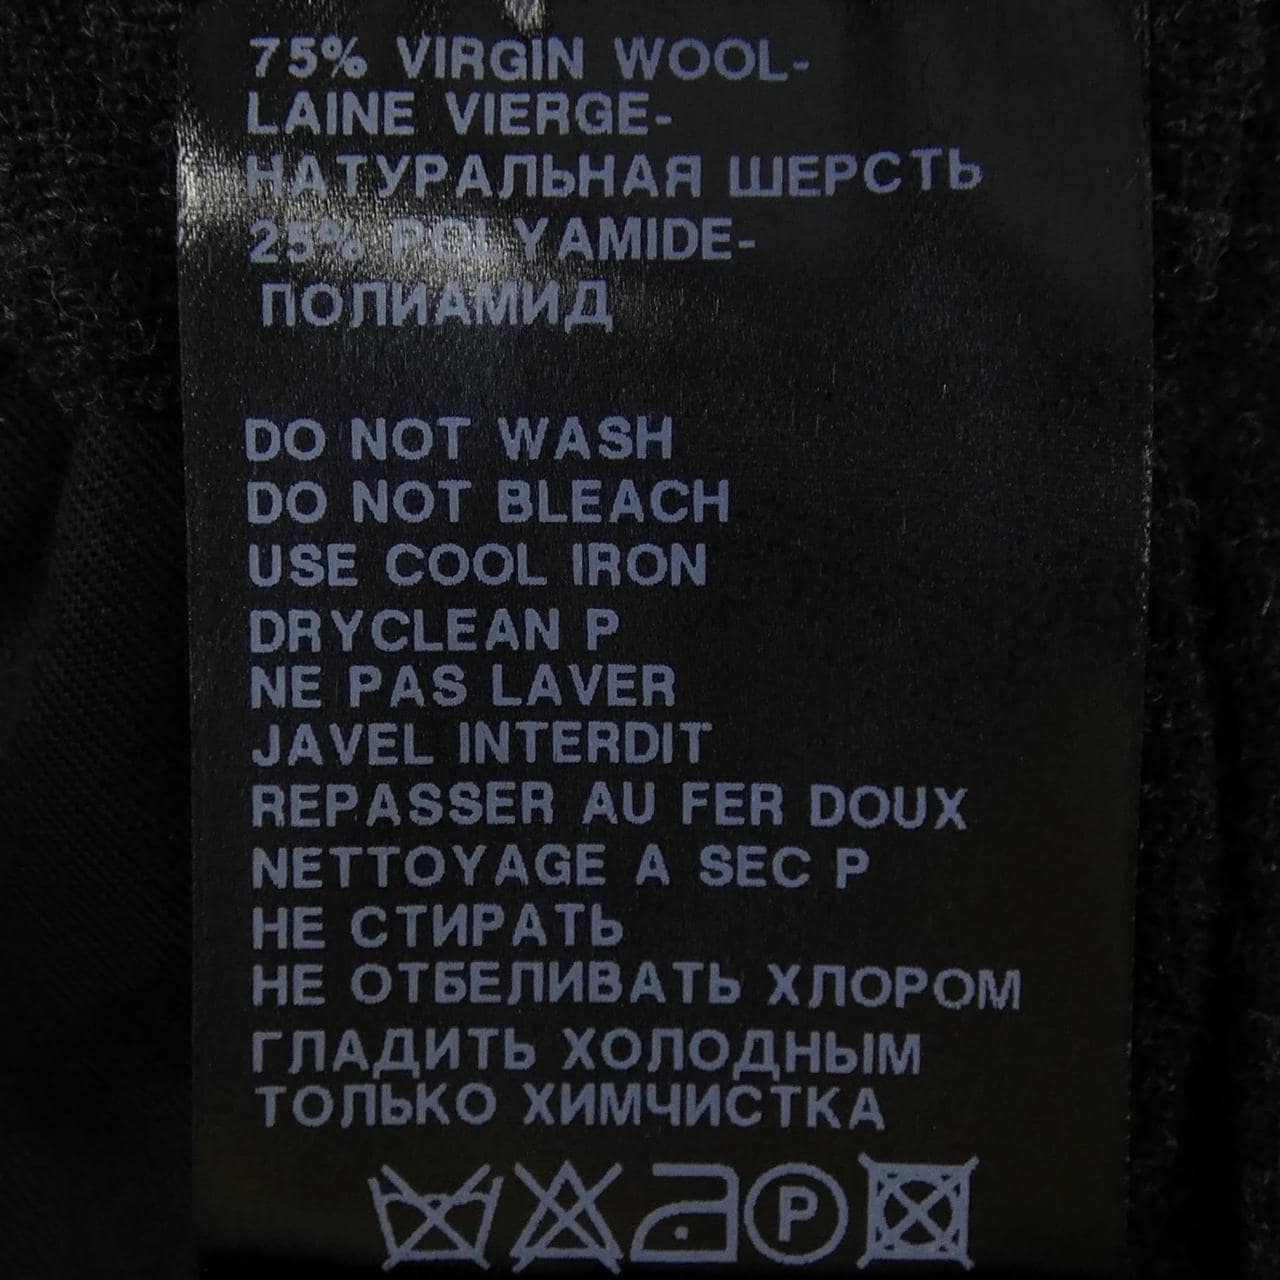 75% VIRGIN WOOL-
LAINE VIERGE-
НАТУРАЛЬНАЯ ШЕРСТЬ
25% POLYAMIDE-
ПОЛИАМИД
DO NOT WASH
DO NOT BLEACH
USE COOL IRON
DRYCLEAN P
NE PAS LAVER
JAVEL INTERDIT
REPASSER AU FER DOUX
NETTOYAGE A SEC P
НЕ СТИРАТЬ
НЕ ОТБЕЛИВАТЬ ХЛОРОМ
ГЛАДИТЬ ХОЛОДНЫМ
ТОЛЬКО ХИМЧИСТКА
P